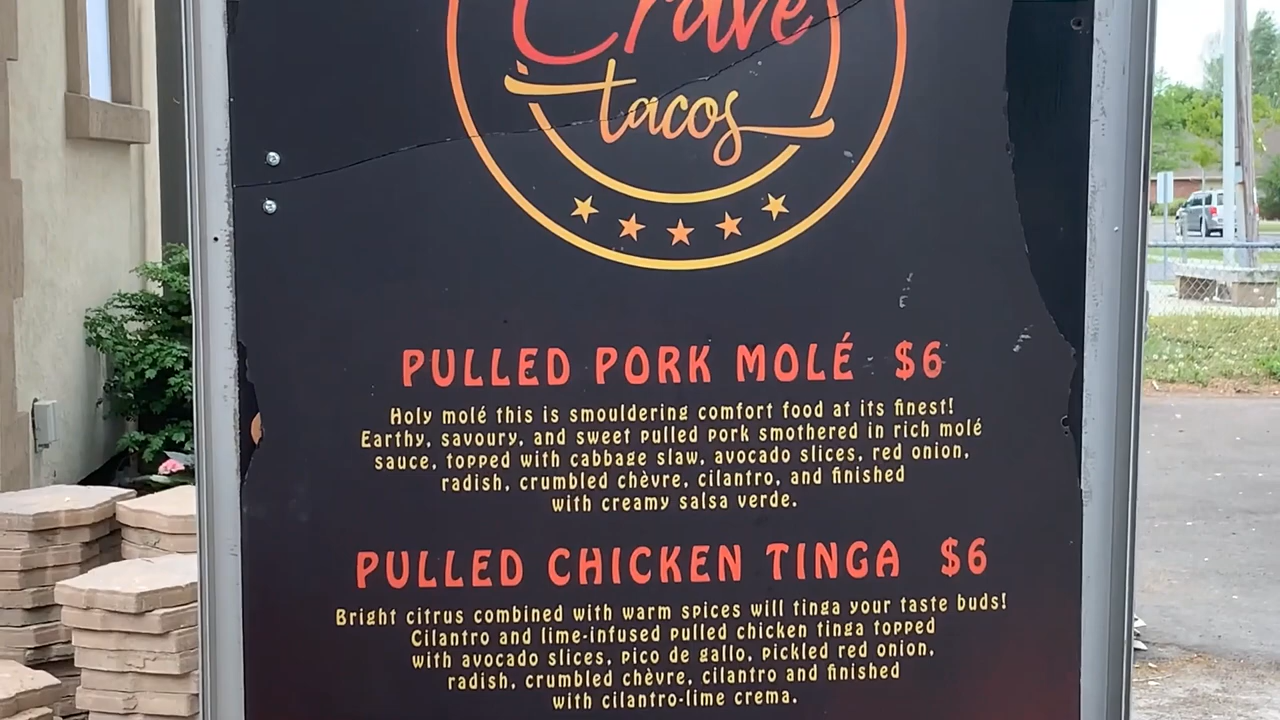 Crave
tacos
PULLED PORK MOLÉ $6
Holy molé this is smouldering comfort food at its finest!
Earthy, savoury, and sweet pulled pork smothered in rich molé
sauce, topped with cabbage slaw, avocado slices, red onion,
radish, crumbled chèvre, cilantro, and finished
with creamy salsa verde.
PULLED CHICKEN TINGA $6
Bright citrus combined with warm spices will tinga your taste buds!
Cilantro and lime-infused pulled chicken tinga topped
with avocado slices, pico de gallo, pickled red onion,
radish, crumbled chèvre, cilantro and finished
with cilantro-lime crema.